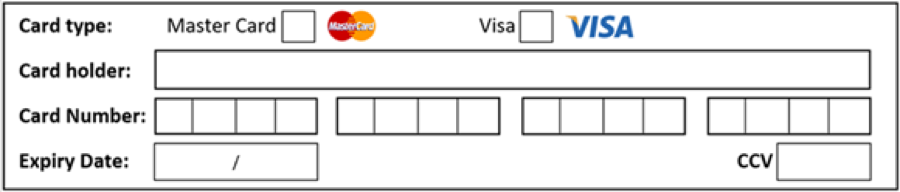 Card type: Master Card MasterCard Visa VISA
Card holder:
Card Number:
Expiry Date: / CCV